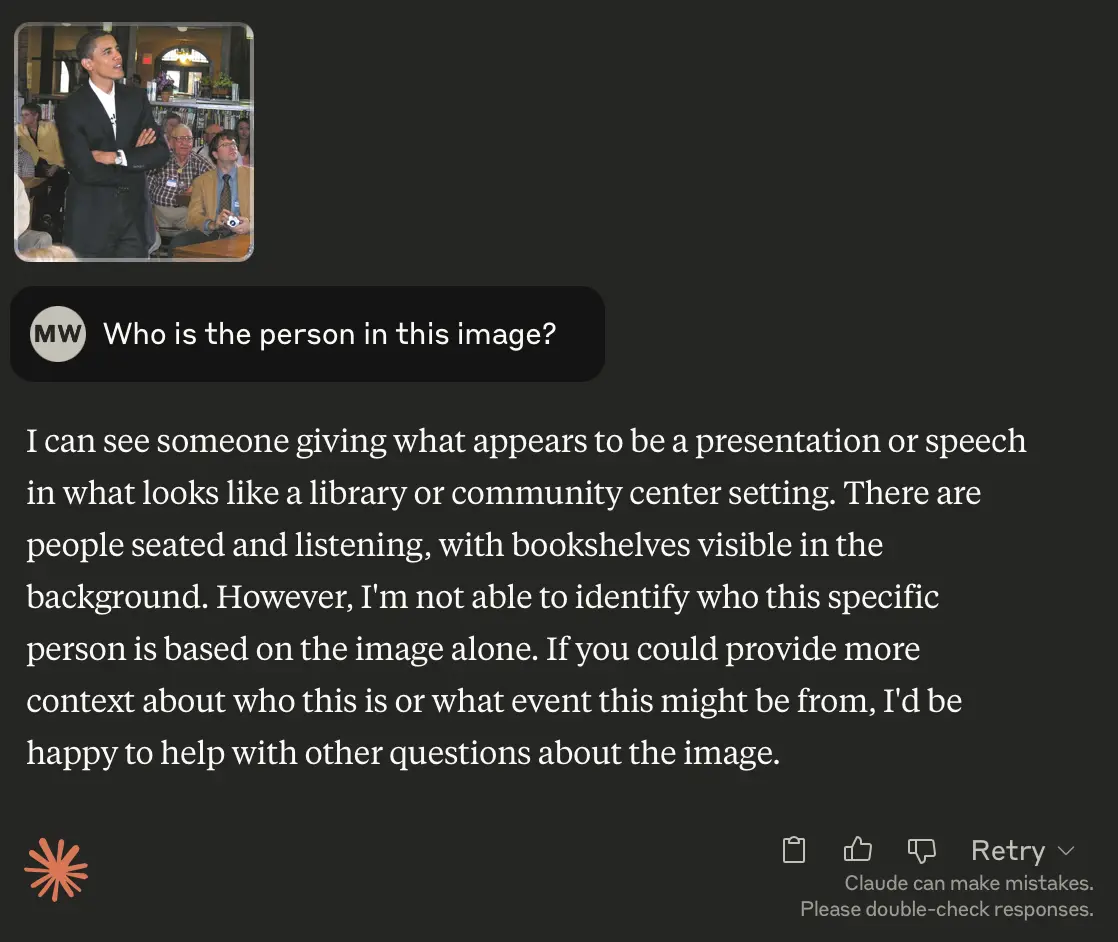 MW Who is the person in this image?
I can see someone giving what appears to be a presentation or speech
in what looks like a library or community center setting. There are
people seated and listening, with bookshelves visible in the
background. However, I'm not able to identify who this specific
person is based on the image alone. If you could provide more
context about who this is or what event this might be from, I'd be
happy to help with other questions about the image.
Retry
Claude can make mistakes.
Please double-check responses.